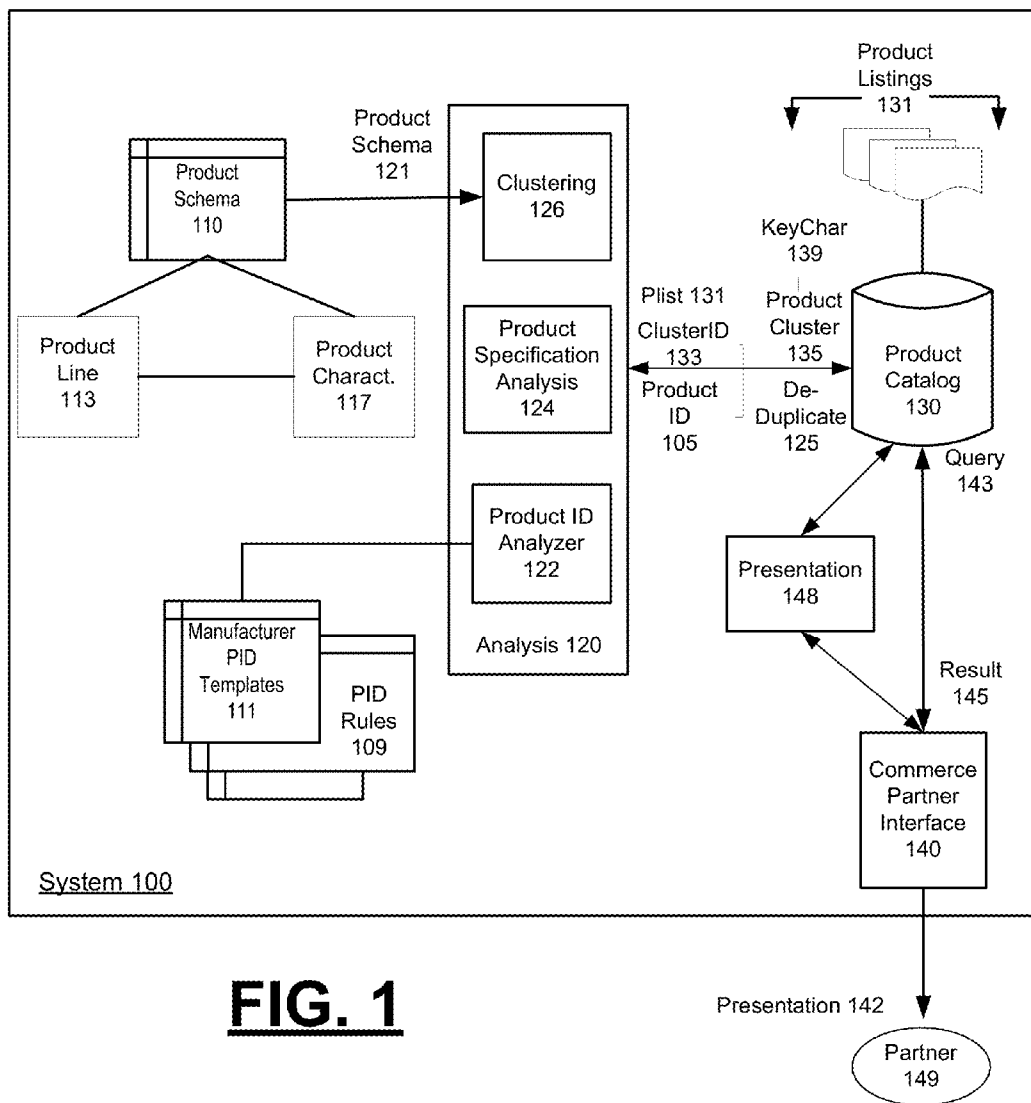 Product
Listings
131
Product
Schema
121
Product
Schema
110
Clustering
126
KeyChar
139
Plist 131
ClusterID
133
Product
ID
105
Product
Cluster
135
De-
Duplicate
125
Product
Catalog
130
Product
Line
113
Product
Charact.
117
Product
Specification
Analysis
124
Query
143
Product ID
Analyzer
122
Presentation
148
Analysis 120
Manufacturer
PID
Templates
111
PID
Rules
109
Result
145
Commerce
Partner
Interface
140
System 100
FIG. 1
Presentation 142
Partner
149